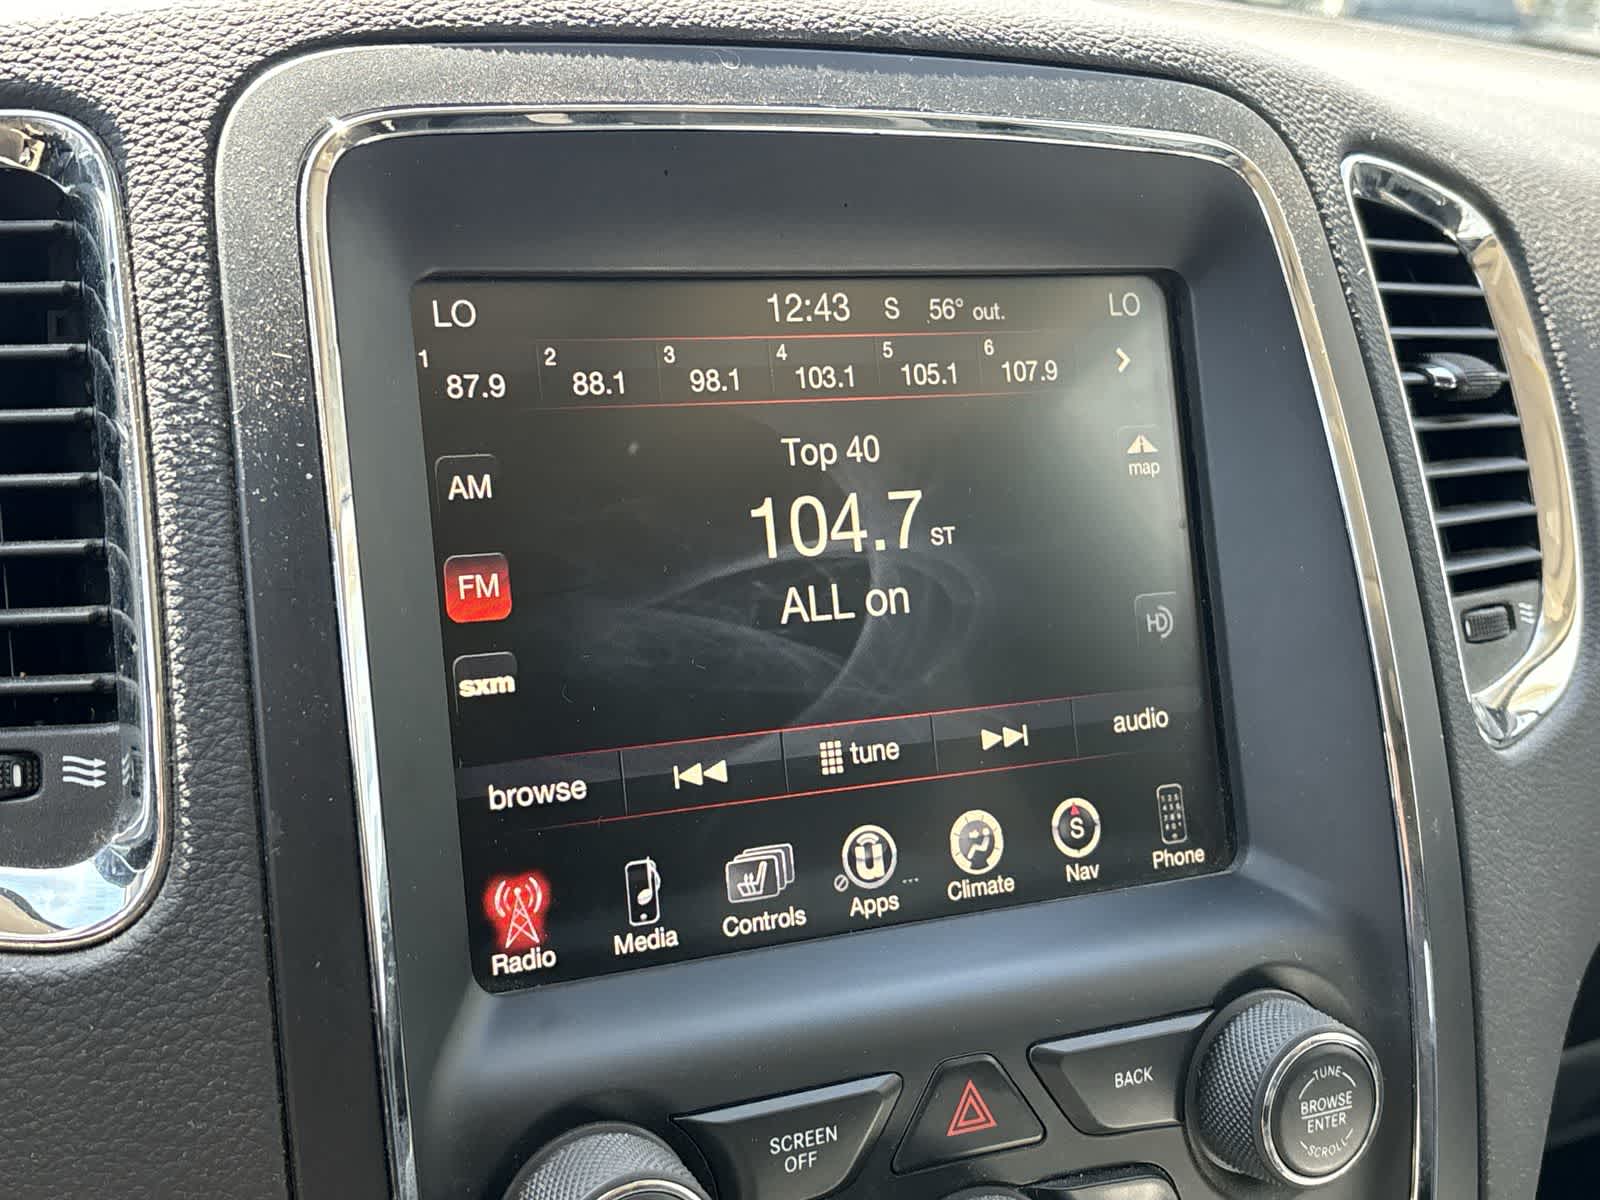 LO 12:43 S 56° out. LO
1 87.9 2 88.1 3 98.1 4 103.1 5 105.1 6 107.9
Top 40
map
AM
104.7 ST
FM
ALL on
HD
sxm
browse tune audio
Radio Media Controls Apps Climate S Nav Phone
SCREEN
OFF
BACK
TUNE
BROWSE
ENTER
SCROLL